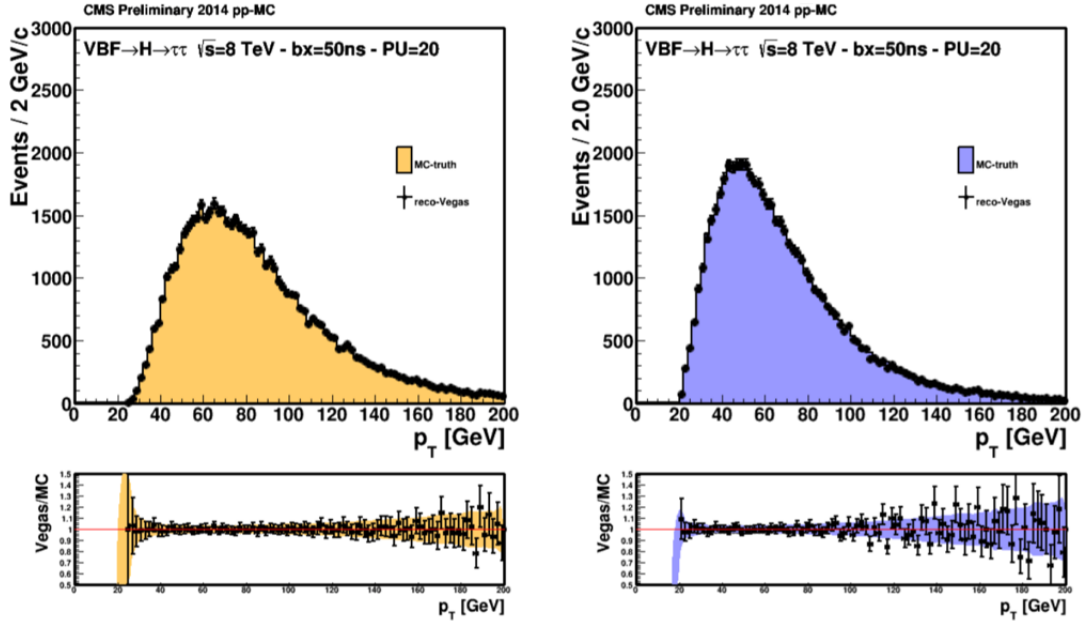 CMS Preliminary 2014 pp-MC
VBF→H→ττ √s=8 TeV - bx=50ns - PU=20
Events / 2 GeV/c
3000
2500
2000
1500
1000
500
0
MC-truth
reco-Vegas
0 20 40 60 80 100 120 140 160 180 200
p_T [GeV]
Vegas/MC
1.5
1.4
1.3
1.2
1.1
1
0.9
0.8
0.7
0.6
0.5
0 20 40 60 80 100 120 140 160 180 200
p_T [GeV]
CMS Preliminary 2014 pp-MC
VBF→H→ττ √s=8 TeV - bx=50ns - PU=20
Events / 2.0 GeV/c
3000
2500
2000
1500
1000
500
0
MC-truth
reco-Vegas
0 20 40 60 80 100 120 140 160 180 200
p_T [GeV]
Vegas/MC
1.5
1.4
1.3
1.2
1.1
1
0.9
0.8
0.7
0.6
0.5
0 20 40 60 80 100 120 140 160 180 200
p_T [GeV]